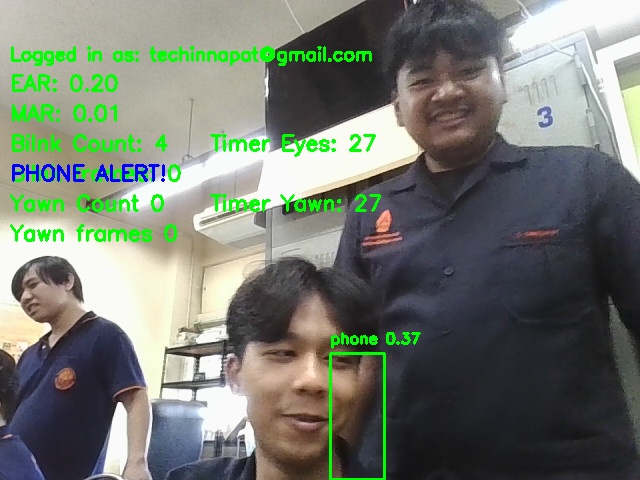 Logged in as: techinnapat@gmail.com
EAR: 0.20
MAR: 0.01
Blink Count: 4 Timer Eyes: 27
PHONE ALERT! 0
Yawn Count 0 Timer Yawn: 27
Yawn frames 0
phone 0.37
3